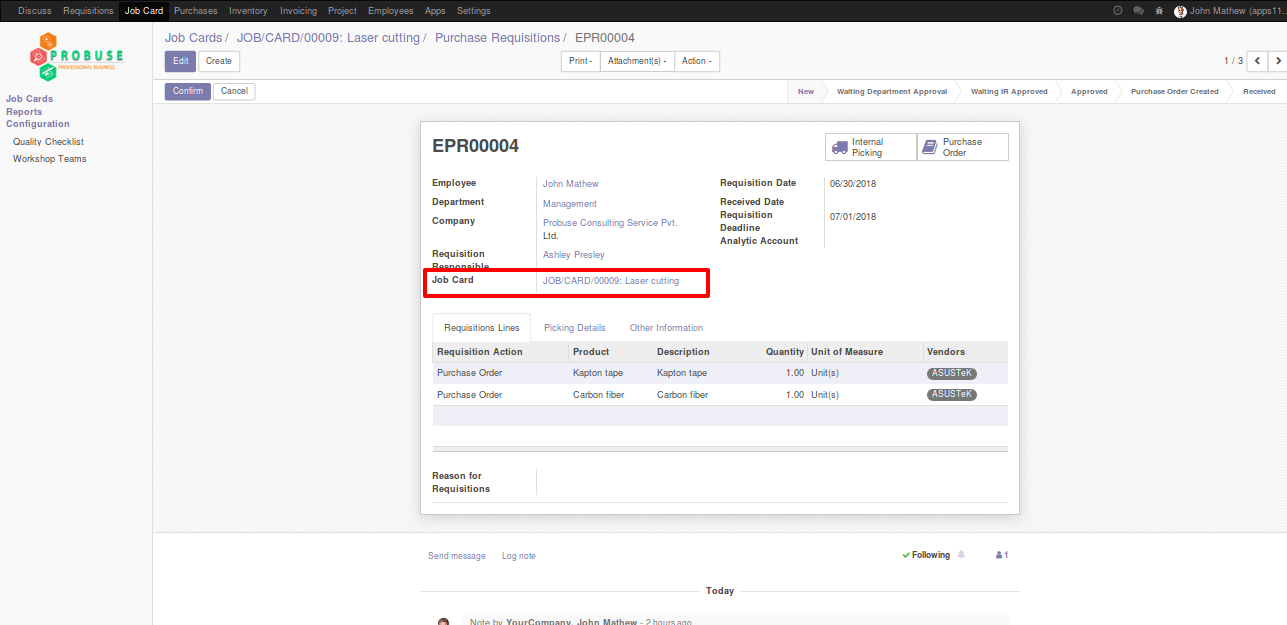 Discuss Requisitions Job Card Purchases Inventory Invoicing Project Employees Apps Settings John Mathew (apps11...
PROBUSE
PROFESSIONAL BUSINESS
Job Cards
Reports
Configuration
Quality Checklist
Workshop Teams
Job Cards / JOB/CARD/00009: Laser cutting / Purchase Requisitions / EPR00004
Edit Create Print Attachment(s) Action 1 / 3
Confirm Cancel New Waiting Department Approval Waiting IR Approved Approved Purchase Order Created Received
EPR00004
Internal Picking
Purchase Order
Employee John Mathew
Department Management
Company Probuse Consulting Service Pvt.
Ltd.
Requisition Responsible Ashley Presley
Job Card JOB/CARD/00009: Laser cutting
Requisition Date 06/30/2018
Received Date
Requisition Deadline 07/01/2018
Analytic Account
Requisitions Lines Picking Details Other Information
Requisition Action Product Description Quantity Unit of Measure Vendors
Purchase Order Kapton tape Kapton tape 1.00 Unit(s) ASUSTeK
Purchase Order Carbon fiber Carbon fiber 1.00 Unit(s) ASUSTeK
Reason for
Requisitions
Send message Log note Following 1
Today
Note by YourCompany, John Mathew - 2 hours ago